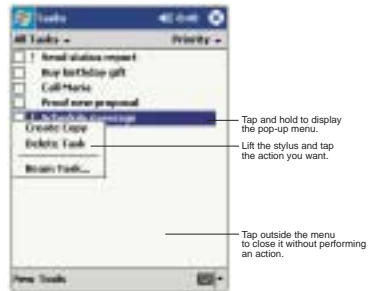 Tasks
All Tasks
Priority
! Send status report
Buy birthday gift
Call Maria
Proof new proposal
! Schedule
Create Copy
Delete Task
Beam Task...
Tap and hold to display
the pop-up menu.
Lift the stylus and tap
the action you want.
Tap outside the menu
to close it without performing
an action.
New Tools